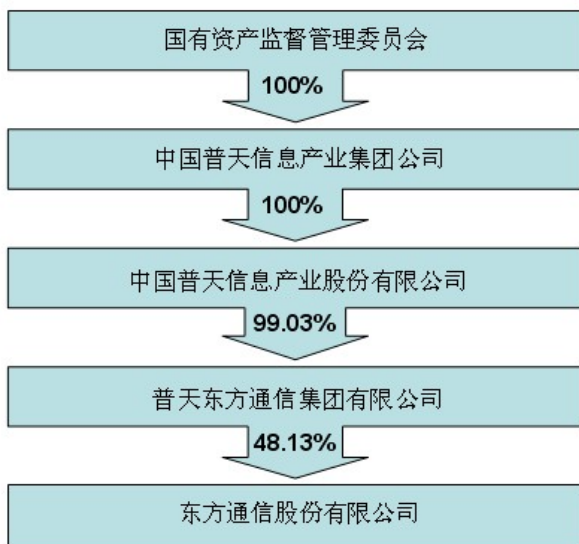 国有资产监督管理委员会
100%
中国普天信息产业集团公司
100%
中国普天信息产业股份有限公司
99.03%
普天东方通信集团有限公司
48.13%
东方通信股份有限公司